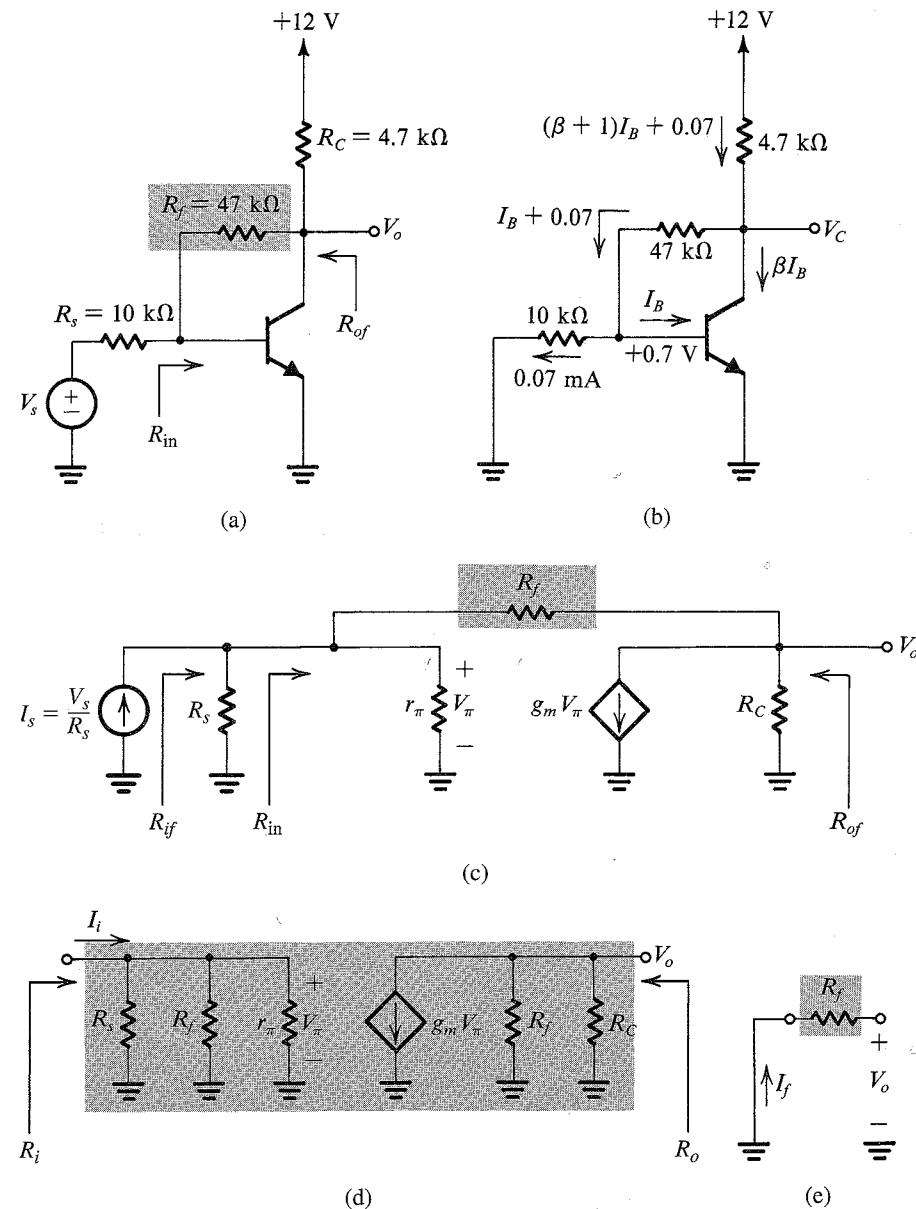 +12 V
R_C = 4.7 kΩ
R_f = 47 kΩ
V_o
R_s = 10 kΩ
R_of
V_s
R_in
(a)
+12 V
(β + 1)I_B + 0.07
4.7 kΩ
I_B + 0.07
47 kΩ
V_C
βI_B
10 kΩ
I_B
+0.7 V
0.07 mA
(b)
R_f
V_o
I_s = V_s/R_s
R_s
r_π
+
V_π
−
g_m V_π
R_C
R_if
R_in
R_of
(c)
I_i
R_s
R_f
r_π
+
V_π
−
g_m V_π
R_f
R_C
V_o
R_i
R_o
(d)
R_f
I_f
+
V_o
−
(e)